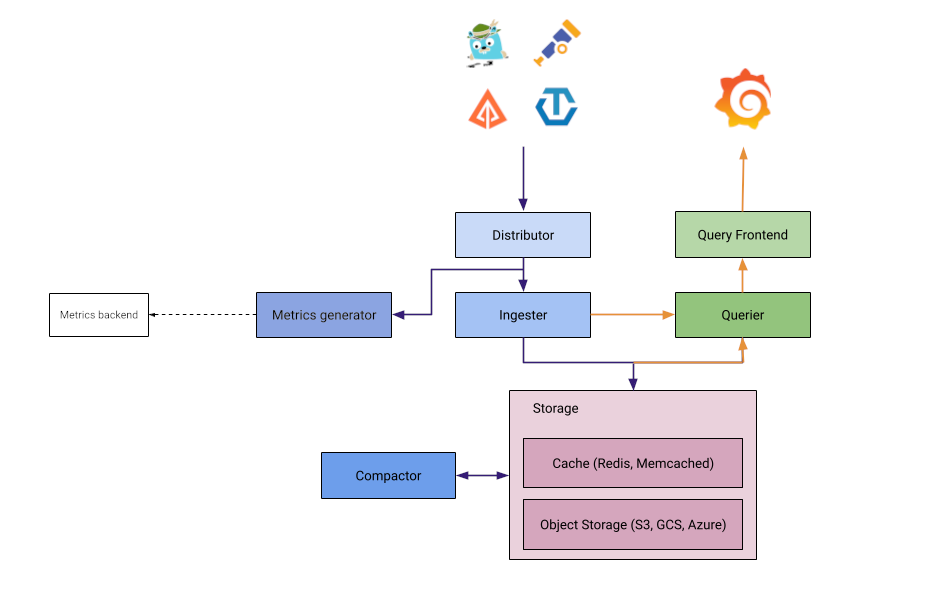 Distributor
Query Frontend
Metrics backend
Metrics generator
Ingester
Querier
Storage
Cache (Redis, Memcached)
Compactor
Object Storage (S3, GCS, Azure)